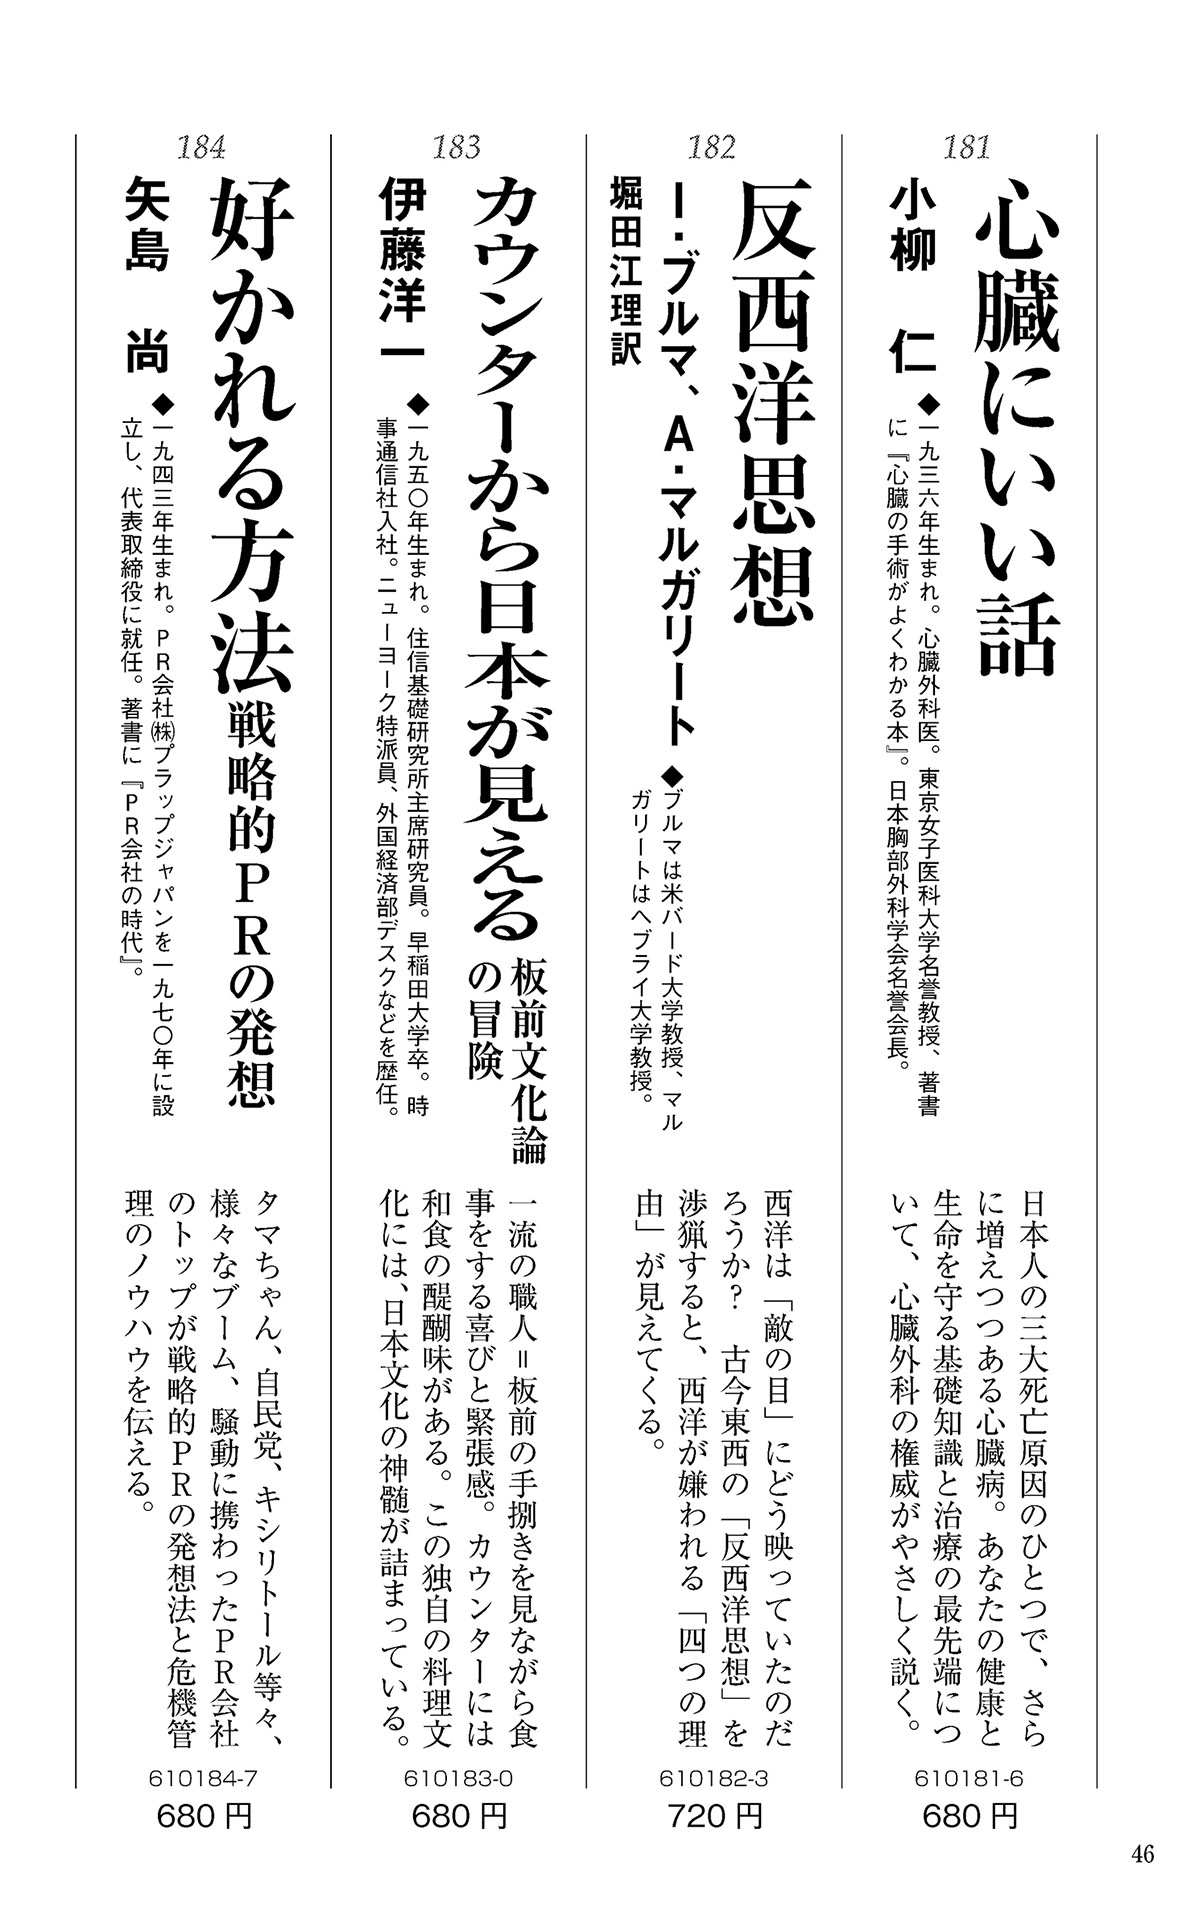 181
心臓にいい話
小柳　仁
◆一九三六年生まれ。心臓外科医。東京女子医科大学名誉教授、著書
に『心臓の手術がよくわかる本』。日本胸部外科学会名誉会長。
日本人の三大死亡原因のひとつで、さら
に増えつつある心臓病。あなたの健康と
生命を守る基礎知識と治療の最先端につ
いて、心臓外科の権威がやさしく説く。
610181-6
680円
182
反西洋思想
I・ブルマ、A・マルガリート
堀田江理訳
◆ブルマは米バード大学教授、マル
ガリートはヘブライ大学教授。
西洋は「敵の目」にどう映っていたのだ
ろうか？　古今東西の「反西洋思想」を
渉猟すると、西洋が嫌われる「四つの理
由」が見えてくる。
610182-3
720円
183
カウンターから日本が見える
板前文化論
の冒険
伊藤洋一
◆一九五〇年生まれ。住信基礎研究所主席研究員。早稲田大学卒。時
事通信社入社。ニューヨーク特派員、外国経済部デスクなどを歴任。
一流の職人＝板前の手捌きを見ながら食
事をする喜びと緊張感。カウンターには
和食の醍醐味がある。この独自の料理文
化には、日本文化の神髄が詰まっている。
610183-0
680円
184
好かれる方法 戦略的ＰＲの発想
矢島　尚
◆一九四三年生まれ。ＰＲ会社㈱プラップジャパンを一九七〇年に設
立し、代表取締役に就任。著書に『ＰＲ会社の時代』。
タマちゃん、自民党、キシリトール等々、
様々なブーム、騒動に携わったＰＲ会社
のトップが戦略的ＰＲの発想法と危機管
理のノウハウを伝える。
610184-7
680円
46